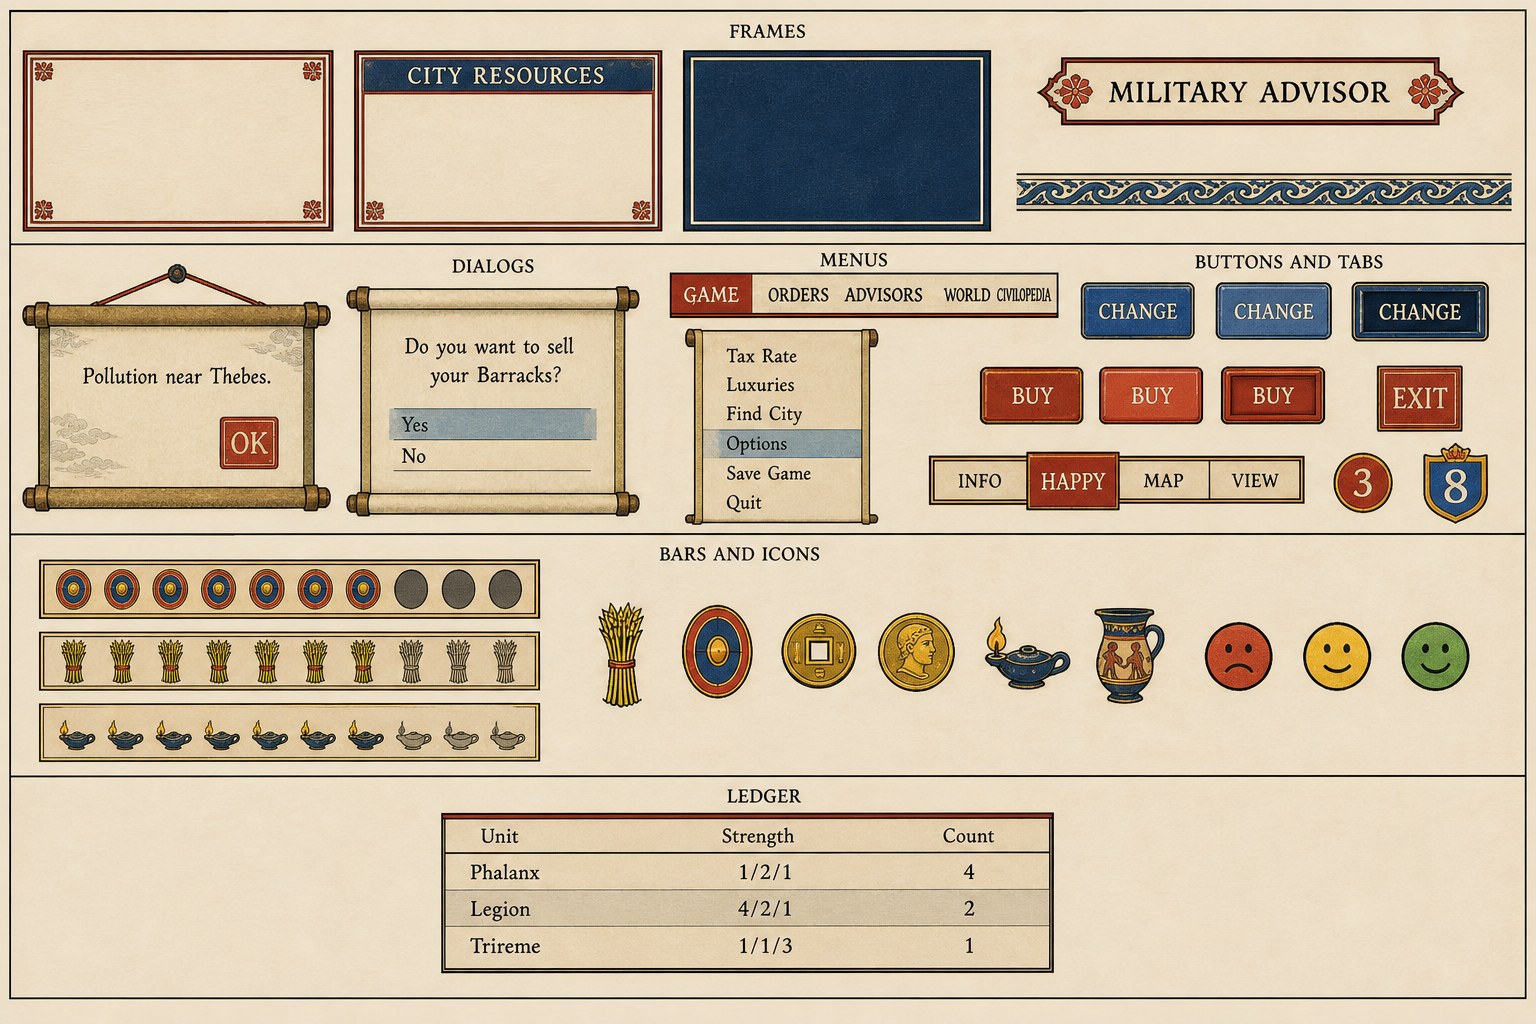 FRAMES
CITY RESOURCES
MILITARY ADVISOR
DIALOGS
Pollution near Thebes.
OK
Do you want to sell
your Barracks?
Yes
No
MENUS
GAME ORDERS ADVISORS WORLD CIVILOPEDIA
Tax Rate
Luxuries
Find City
Options
Save Game
Quit
BUTTONS AND TABS
CHANGE CHANGE CHANGE
BUY BUY BUY EXIT
INFO HAPPY MAP VIEW 3 8
BARS AND ICONS
LEDGER
Unit Strength Count
Phalanx 1/2/1 4
Legion 4/2/1 2
Trireme 1/1/3 1